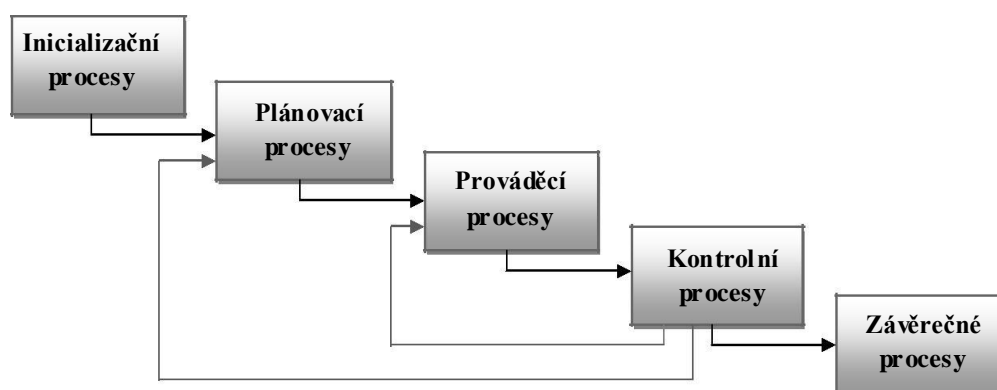 Inicializační
procesy
Plánovací
procesy
Prováděcí
procesy
Kontrolní
procesy
Závěrečné
procesy